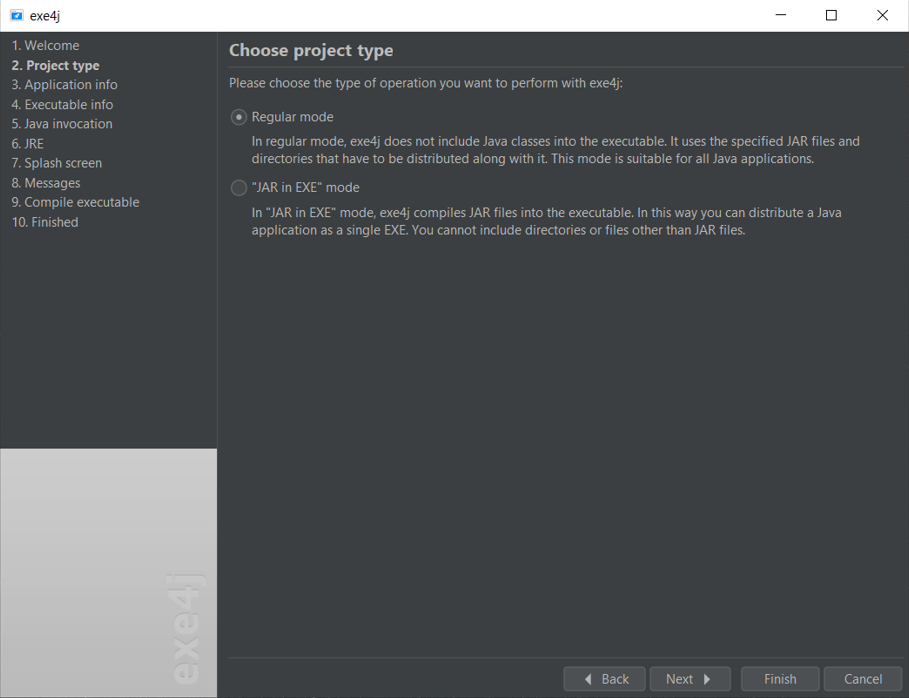 exe4j
1. Welcome
2. Project type
3. Application info
4. Executable info
5. Java invocation
6. JRE
7. Splash screen
8. Messages
9. Compile executable
10. Finished
exe4j
Choose project type
Please choose the type of operation you want to perform with exe4j:
Regular mode
In regular mode, exe4j does not include Java classes into the executable. It uses the specified JAR files and
directories that have to be distributed along with it. This mode is suitable for all Java applications.
"JAR in EXE" mode
In "JAR in EXE" mode, exe4j compiles JAR files into the executable. In this way you can distribute a Java
application as a single EXE. You cannot include directories or files other than JAR files.
Back
Next
Finish
Cancel